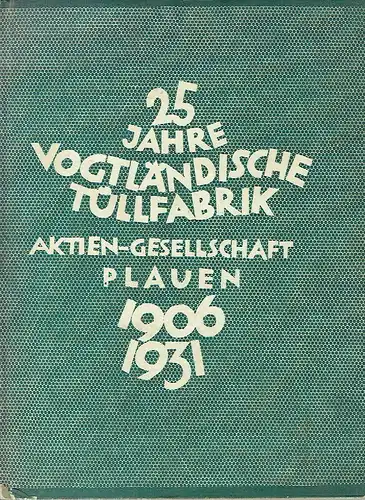 25
JAHRE
VOGTLÄNDISCHE
TÜLLFABRIK
AKTIEN-GESELLSCHAFT
PLAUEN
1906
1931